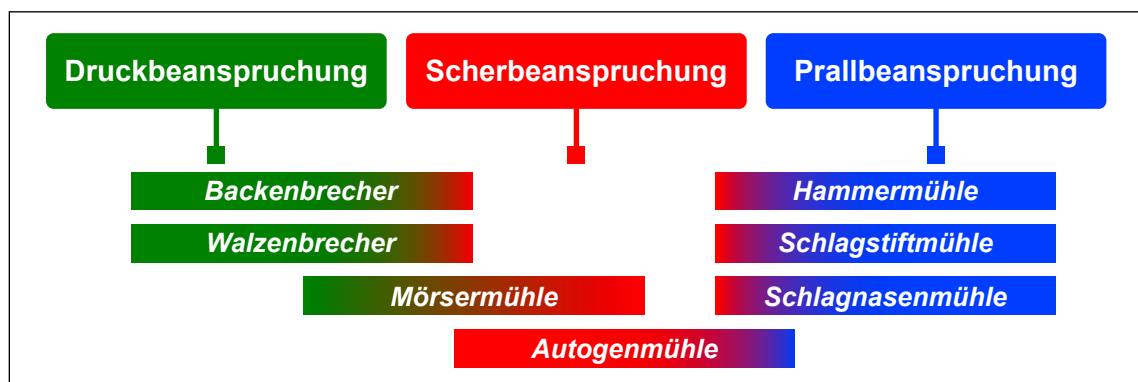 Druckbeanspruchung Scherbeanspruchung Prallbeanspruchung
Backenbrecher Hammermühle
Walzenbrecher Schlagstiftmühle
Mörsermühle Schlagnasenmühle
Autogenmühle